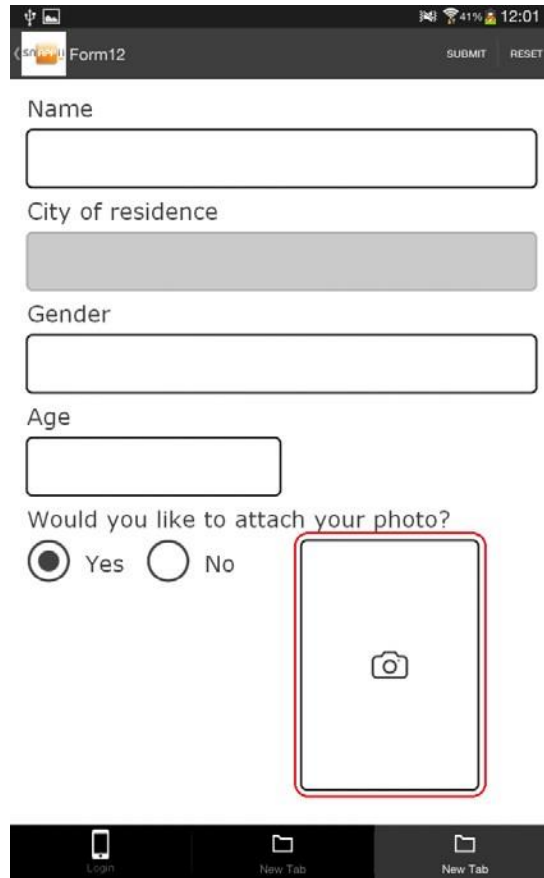 41% 12:01
Form12 SUBMIT RESET
Name
City of residence
Gender
Age
Would you like to attach your photo?
Yes No
Login New Tab New Tab